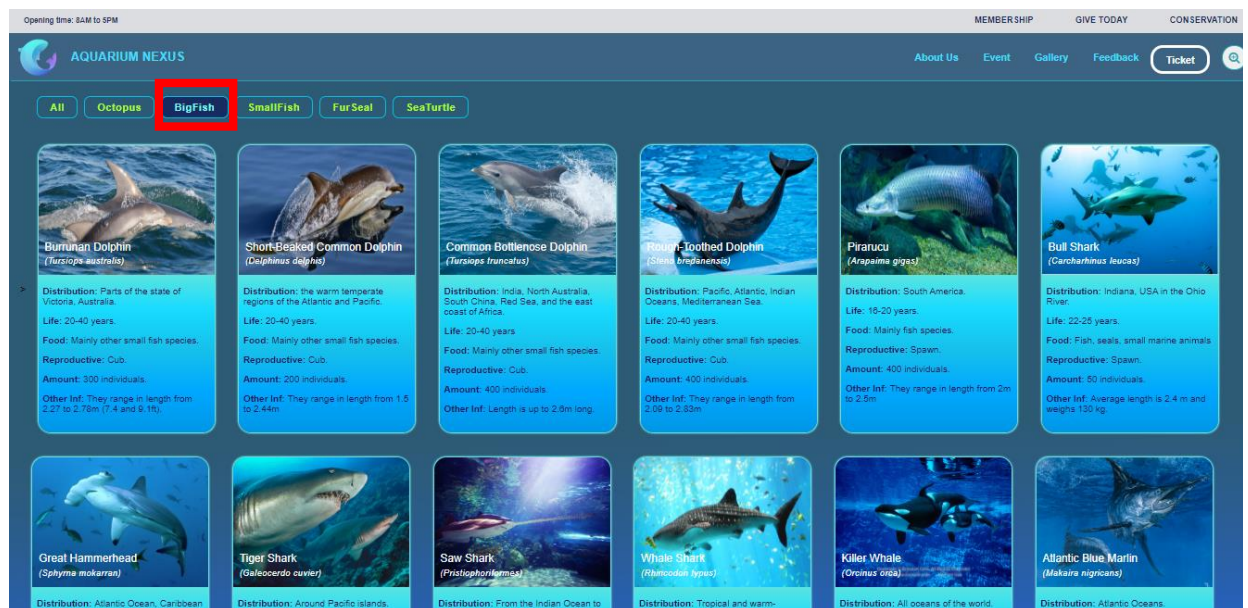 Opening time: 8AM to 5PM
MEMBERSHIP GIVE TODAY CONSERVATION
AQUARIUM NEXUS
About Us Event Gallery Feedback Ticket
All Octopus BigFish SmallFish FurSeal SeaTurtle
Burrunan Dolphin
(Tursiops australis)
Distribution: Parts of the state of
Victoria, Australia.
Life: 20-40 years.
Food: Mainly other small fish species.
Reproductive: Cub.
Amount: 300 individuals.
Other Inf: They range in length from
2.27 to 2.78m (7.4 and 9.1ft).
Short-Beaked Common Dolphin
(Delphinus delphis)
Distribution: the warm temperate
regions of the Atlantic and Pacific.
Life: 20-40 years.
Food: Mainly other small fish species.
Reproductive: Cub.
Amount: 200 individuals.
Other Inf: They range in length from 1.5
to 2.44m
Common Bottlenose Dolphin
(Tursiops truncatus)
Distribution: India, North Australia,
South China, Red Sea, and the east
coast of Africa.
Life: 20-40 years
Food: Mainly other small fish species.
Reproductive: Cub.
Amount: 400 individuals.
Other Inf: Length is up to 2.6m long.
Rough-Toothed Dolphin
(Steno bredanensis)
Distribution: Pacific, Atlantic, Indian
Oceans, Mediterranean Sea.
Life: 20-40 years.
Food: Mainly other small fish species.
Reproductive: Cub.
Amount: 400 individuals.
Other Inf: They range in length from
2.09 to 2.83m
Pirarucu
(Arapaima gigas)
Distribution: South America.
Life: 16-20 years.
Food: Mainly fish species.
Reproductive: Spawn.
Amount: 400 individuals.
Other Inf: They range in length from 2m
to 2.5m
Bull Shark
(Carcharhinus leucas)
Distribution: Indiana, USA in the Ohio
River.
Life: 22-25 years.
Food: Fish, seals, small marine animals
Reproductive: Spawn.
Amount: 50 individuals.
Other Inf: Average length is 2.4 m and
weighs 130 kg.
>
Great Hammerhead
(Sphyrna mokarran)
Distribution: Atlantic Ocean, Caribbean
Tiger Shark
(Galeocerdo cuvier)
Distribution: Around Pacific islands.
Saw Shark
(Pristiophoriformes)
Distribution: From the Indian Ocean to
Whale Shark
(Rhincodon typus)
Distribution: Tropical and warm-
Killer Whale
(Orcinus orca)
Distribution: All oceans of the world.
Atlantic Blue Marlin
(Makaira nigricans)
Distribution: Atlantic Oceans.